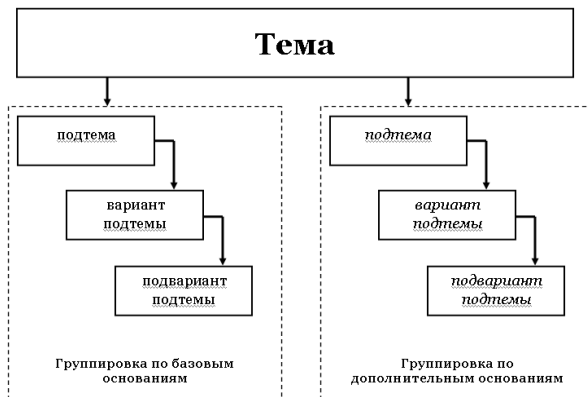 Тема
подтема
вариант
подтемы
подвариант
подтемы
Группировка по базовым
основаниям
подтема
вариант
подтемы
подвариант
подтемы
Группировка по
дополнительным основаниям